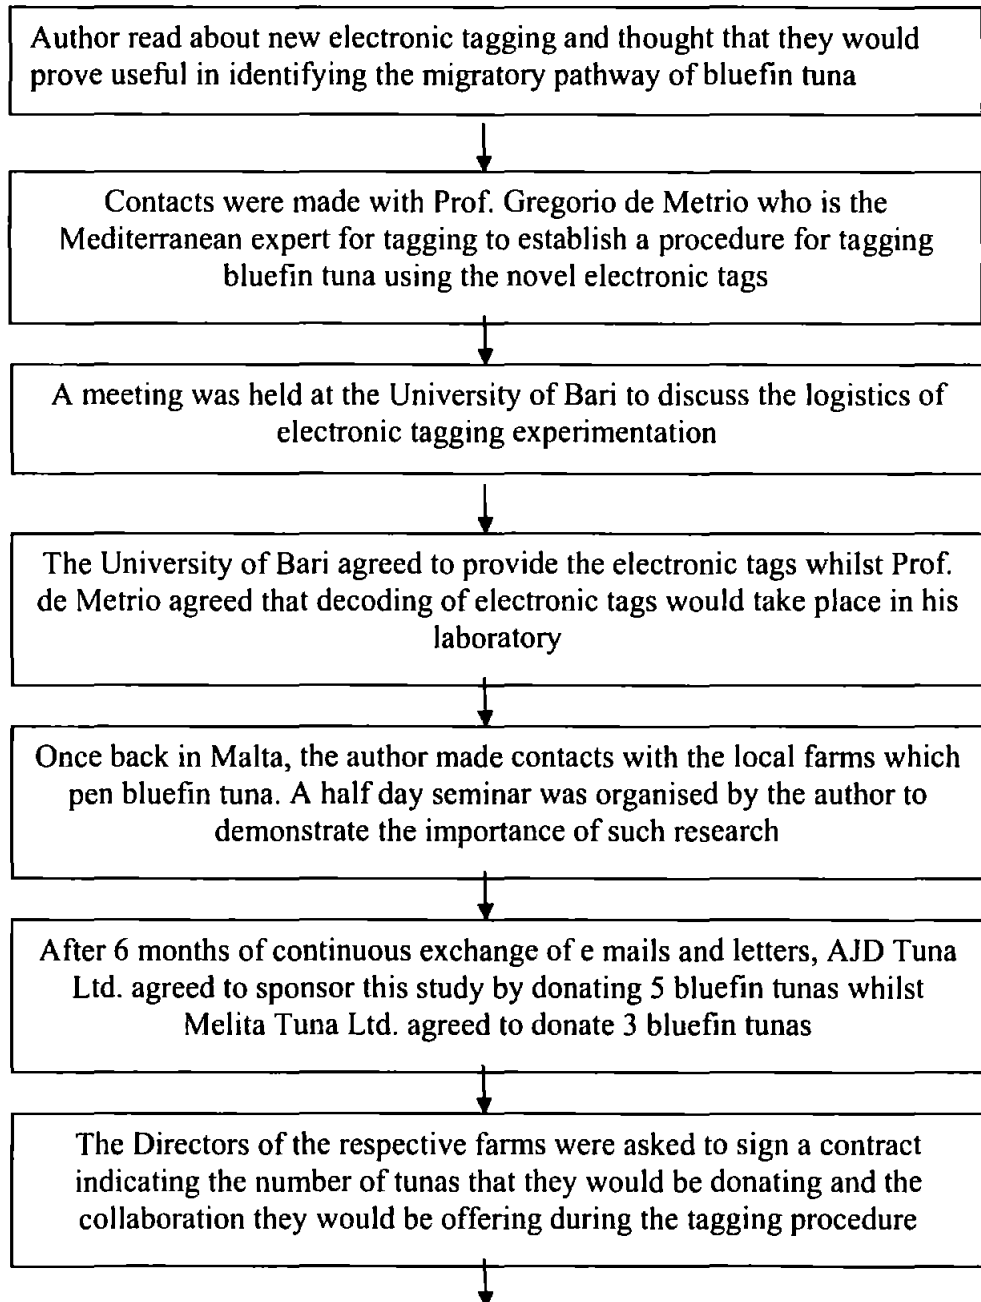 Author read about new electronic tagging and thought that they would
prove useful in identifying the migratory pathway of bluefin tuna
Contacts were made with Prof. Gregorio de Metrio who is the
Mediterranean expert for tagging to establish a procedure for tagging
bluefin tuna using the novel electronic tags
A meeting was held at the University of Bari to discuss the logistics of
electronic tagging experimentation
The University of Bari agreed to provide the electronic tags whilst Prof.
de Metrio agreed that decoding of electronic tags would take place in his
laboratory
Once back in Malta, the author made contacts with the local farms which
pen bluefin tuna. A half day seminar was organised by the author to
demonstrate the importance of such research
After 6 months of continuous exchange of e mails and letters, AJD Tuna
Ltd. agreed to sponsor this study by donating 5 bluefin tunas whilst
Melita Tuna Ltd. agreed to donate 3 bluefin tunas
The Directors of the respective farms were asked to sign a contract
indicating the number of tunas that they would be donating and the
collaboration they would be offering during the tagging procedure